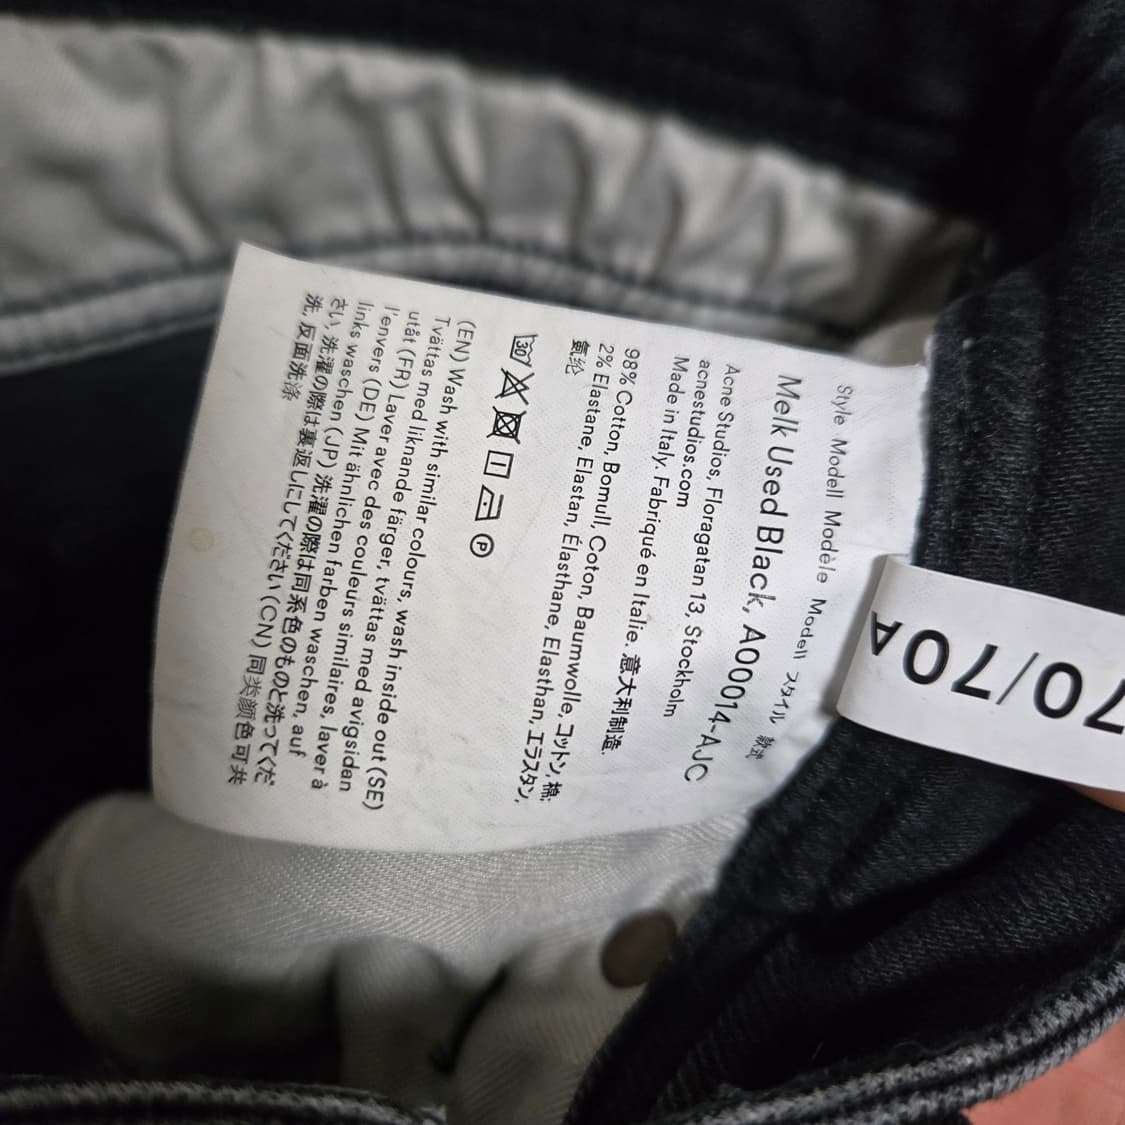 Style Modell Modèle Modell スタイル 款式
Melk Used Black, A00014-AJC
Acne Studios, Floragatan 13, Stockholm
acnestudios.com
Made in Italy. Fabriqué en Italie. 意大利制造.
98% Cotton, Bomull, Coton, Baumwolle, コットン, 棉;
2% Elastane, Elastan, Élasthane, Elasthan, エラスタン,
氨纶
30 P
(EN) Wash with similar colours, wash inside out (SE)
Tvättas med liknande färger, tvättas med avigsidan
utåt (FR) Laver avec des couleurs similaires, laver à
l'envers (DE) Mit ähnlichen farben waschen, auf
links waschen (JP) 洗濯の際は同系色のものと洗ってくだ
さい, 洗濯の際は裏返しにしてください (CN) 同类颜色可共
洗, 反面洗涤
70/70A